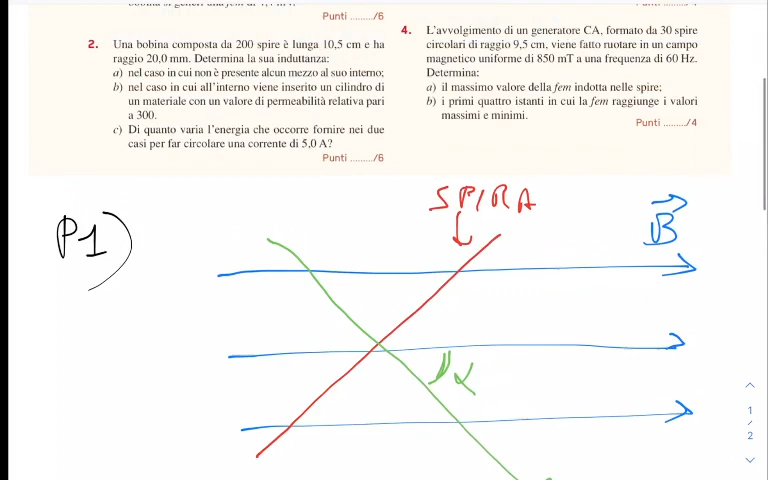 Punti ........./6
2. Una bobina composta da 200 spire è lunga 10,5 cm e ha
raggio 20,0 mm. Determina la sua induttanza:
a) nel caso in cui non è presente alcun mezzo al suo interno;
b) nel caso in cui all'interno viene inserito un cilindro di
un materiale con un valore di permeabilità relativa pari
a 300.
c) Di quanto varia l'energia che occorre fornire nei due
casi per far circolare una corrente di 5,0 A?
Punti ........./6
4. L'avvolgimento di un generatore CA, formato da 30 spire
circolari di raggio 9,5 cm, viene fatto ruotare in un campo
magnetico uniforme di 850 mT a una frequenza di 60 Hz.
Determina:
a) il massimo valore della fem indotta nelle spire;
b) i primi quattro istanti in cui la fem raggiunge i valori
massimi e minimi.
Punti ........./4
P1)
SPIRA
B
α
1
/
2